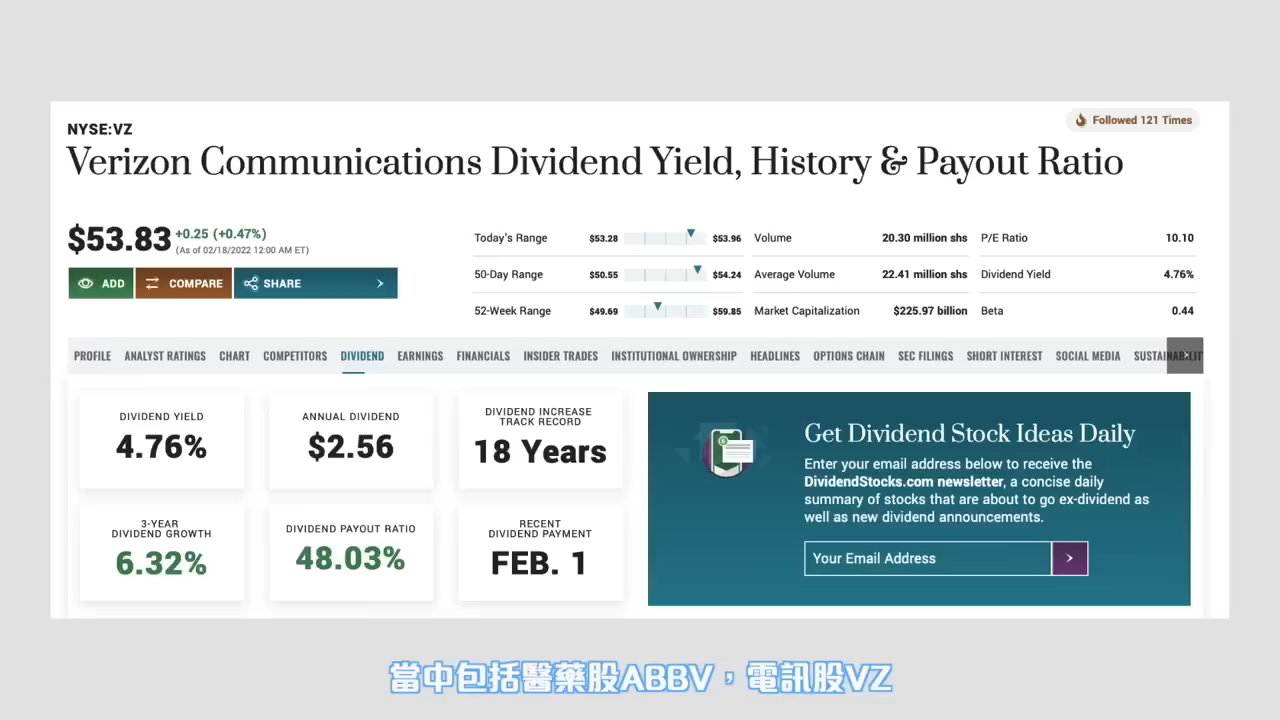 NYSE:VZ
Followed 121 Times
Verizon Communications Dividend Yield, History & Payout Ratio
$53.83 +0.25 (+0.47%)
(As of 02/18/2022 12:00 AM ET)
ADD
COMPARE
SHARE
Today's Range $53.28 $53.96
50-Day Range $50.55 $54.24
52-Week Range $49.69 $59.85
Volume 20.30 million shs
Average Volume 22.41 million shs
Market Capitalization $225.97 billion
P/E Ratio 10.10
Dividend Yield 4.76%
Beta 0.44
PROFILE ANALYST RATINGS CHART COMPETITORS DIVIDEND EARNINGS FINANCIALS INSIDER TRADES INSTITUTIONAL OWNERSHIP HEADLINES OPTIONS CHAIN SEC FILINGS SHORT INTEREST SOCIAL MEDIA SUSTAINABILIT
DIVIDEND YIELD
4.76%
ANNUAL DIVIDEND
$2.56
DIVIDEND INCREASE
TRACK RECORD
18 Years
3-YEAR
DIVIDEND GROWTH
6.32%
DIVIDEND PAYOUT RATIO
48.03%
RECENT
DIVIDEND PAYMENT
FEB. 1
Get Dividend Stock Ideas Daily
Enter your email address below to receive the
DividendStocks.com newsletter, a concise daily
summary of stocks that are about to go ex-dividend as
well as new dividend announcements.
Your Email Address
當中包括醫藥股ABBV，電訊股VZ